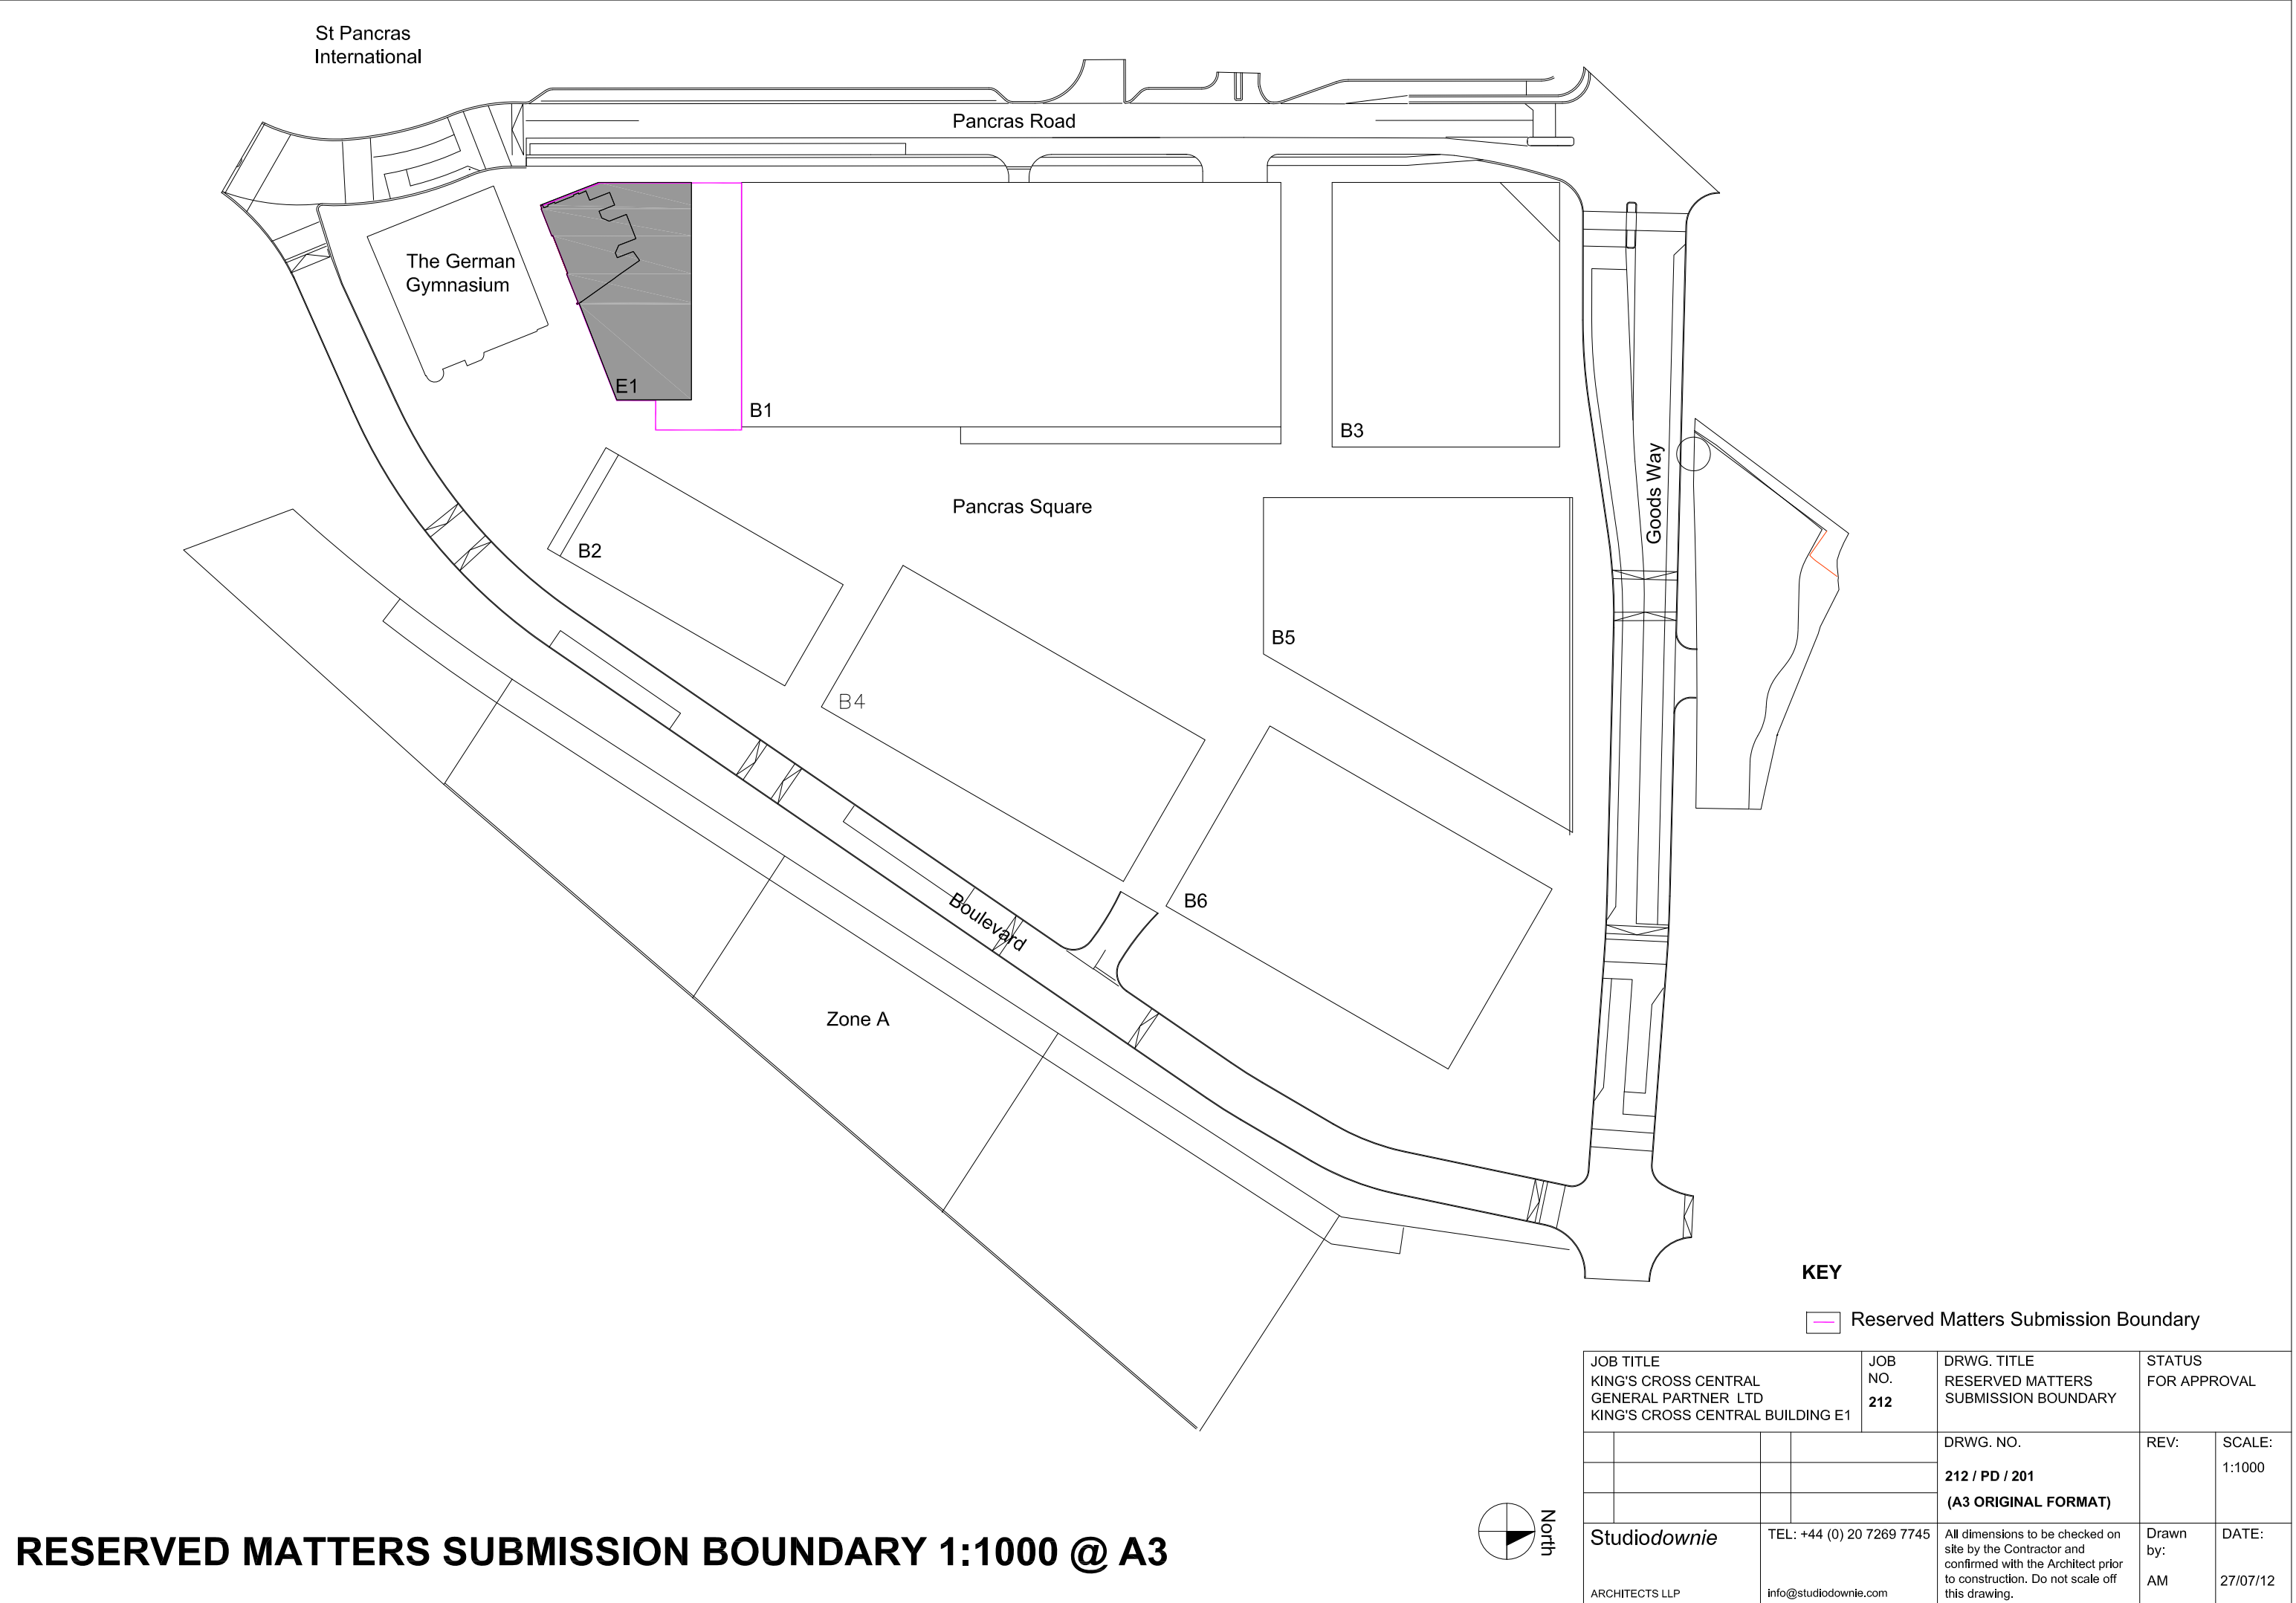 St Pancras
International
Pancras Road
The German
Gymnasium
E1
B1
B3
Goods Way
Pancras Square
B2
B5
B4
B6
Boulevard
Zone A
KEY
Reserved Matters Submission Boundary
JOB TITLE
KING'S CROSS CENTRAL
GENERAL PARTNER LTD
KING'S CROSS CENTRAL BUILDING E1
JOB
NO.
212
DRWG. TITLE
RESERVED MATTERS
SUBMISSION BOUNDARY
STATUS
FOR APPROVAL
DRWG. NO.
212 / PD / 201
(A3 ORIGINAL FORMAT)
REV:
SCALE:
1:1000
North
Studiodownie
ARCHITECTS LLP
TEL: +44 (0) 20 7269 7745
info@studiodownie.com
All dimensions to be checked on
site by the Contractor and
confirmed with the Architect prior
to construction. Do not scale off
this drawing.
Drawn
by:
AM
DATE:
27/07/12
RESERVED MATTERS SUBMISSION BOUNDARY 1:1000 @ A3